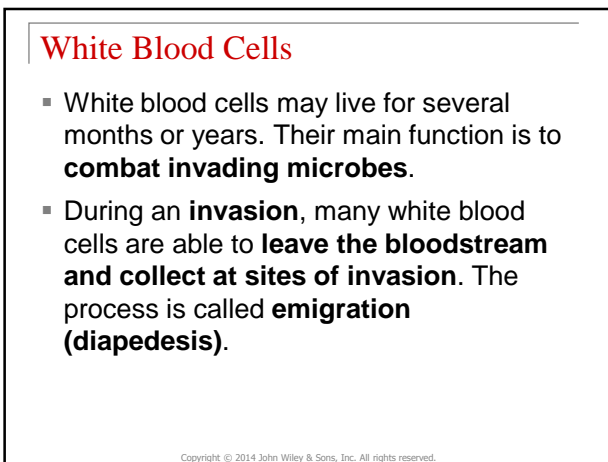 White Blood Cells
▪ White blood cells may live for several
months or years. Their main function is to
combat invading microbes.
▪ During an invasion, many white blood
cells are able to leave the bloodstream
and collect at sites of invasion. The
process is called emigration
(diapedesis).
Copyright © 2014 John Wiley & Sons, Inc. All rights reserved.